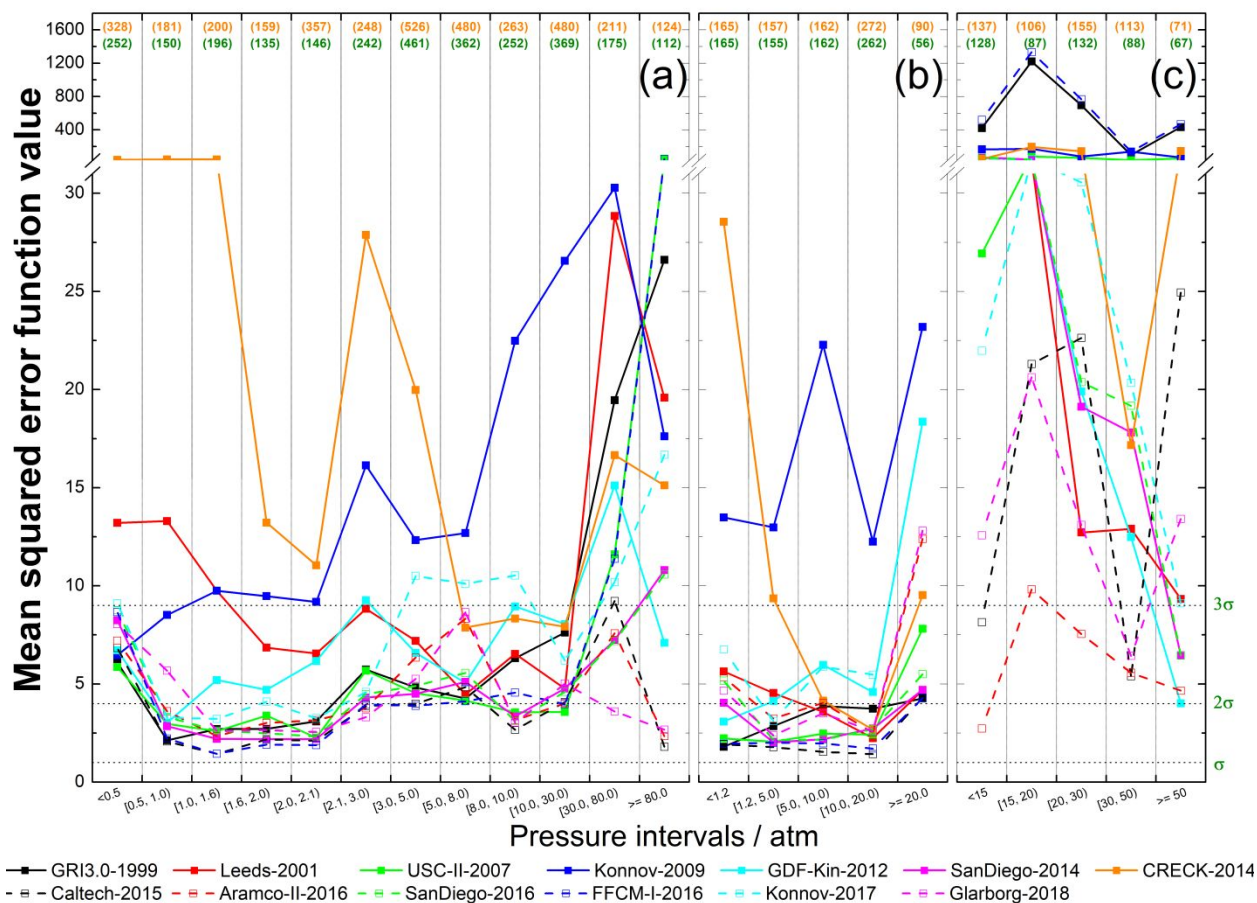 (328) (181) (200) (159) (357) (248) (526) (480) (263) (480) (211) (124) (165) (157) (162) (272) (90) (137) (106) (155) (113) (71)
(252) (150) (196) (135) (146) (242) (461) (362) (252) (369) (175) (112) (165) (155) (162) (262) (56) (128) (87) (132) (88) (67)
(a) (b) (c)
Mean squared error function value
1600
1200
800
400
30
25
20
15
10
5
0
3σ
2σ
σ
<0.5 [0.5, 1.0) [1.0, 1.6) [1.6, 2.0) [2.0, 2.1) [2.1, 3.0) [3.0, 5.0) [5.0, 8.0) [8.0, 10.0) [10.0, 30.0) [30.0, 80.0) >= 80.0 <1.2 [1.2, 5.0) [5.0, 10.0) [10.0, 20.0) >= 20.0 <15 [15, 20) [20, 30) [30, 50) >= 50
Pressure intervals / atm
GRI3.0-1999 Leeds-2001 USC-II-2007 Konnov-2009 GDF-Kin-2012 SanDiego-2014 CRECK-2014
Caltech-2015 Aramco-II-2016 SanDiego-2016 FFCM-I-2016 Konnov-2017 Glarborg-2018